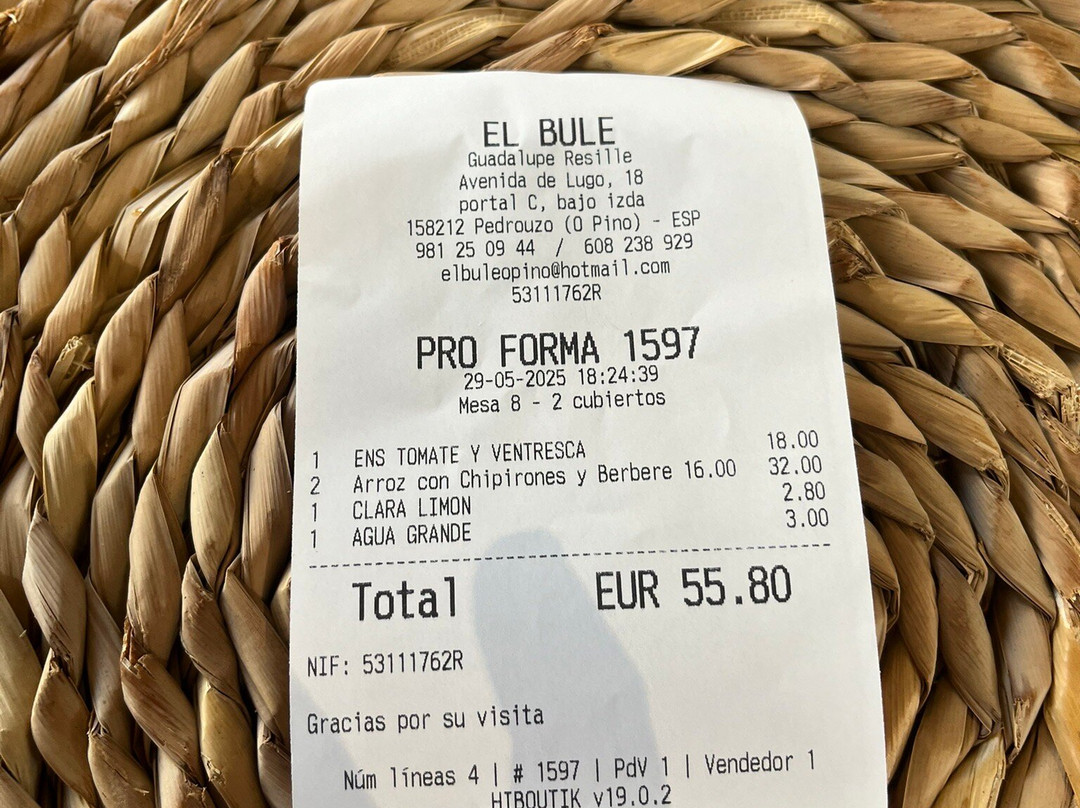 EL BULE
Guadalupe Resille
Avenida de Lugo, 18
portal C, bajo izda
158212 Pedrouzo (O Pino) - ESP
981 25 09 44 / 608 238 929
elbuleopino@hotmail.com
53111762R
PRO FORMA 1597
29-05-2025 18:24:39
Mesa 8 - 2 cubiertos
1 ENS TOMATE Y VENTRESCA 18.00
2 Arroz con Chipirones y Berbere 16.00 32.00
1 CLARA LIMON 2.80
1 AGUA GRANDE 3.00
Total EUR 55.80
NIF: 53111762R
Gracias por su visita
Núm líneas 4 | # 1597 | PdV 1 | Vendedor 1
HIBOUTIK v19.0.2